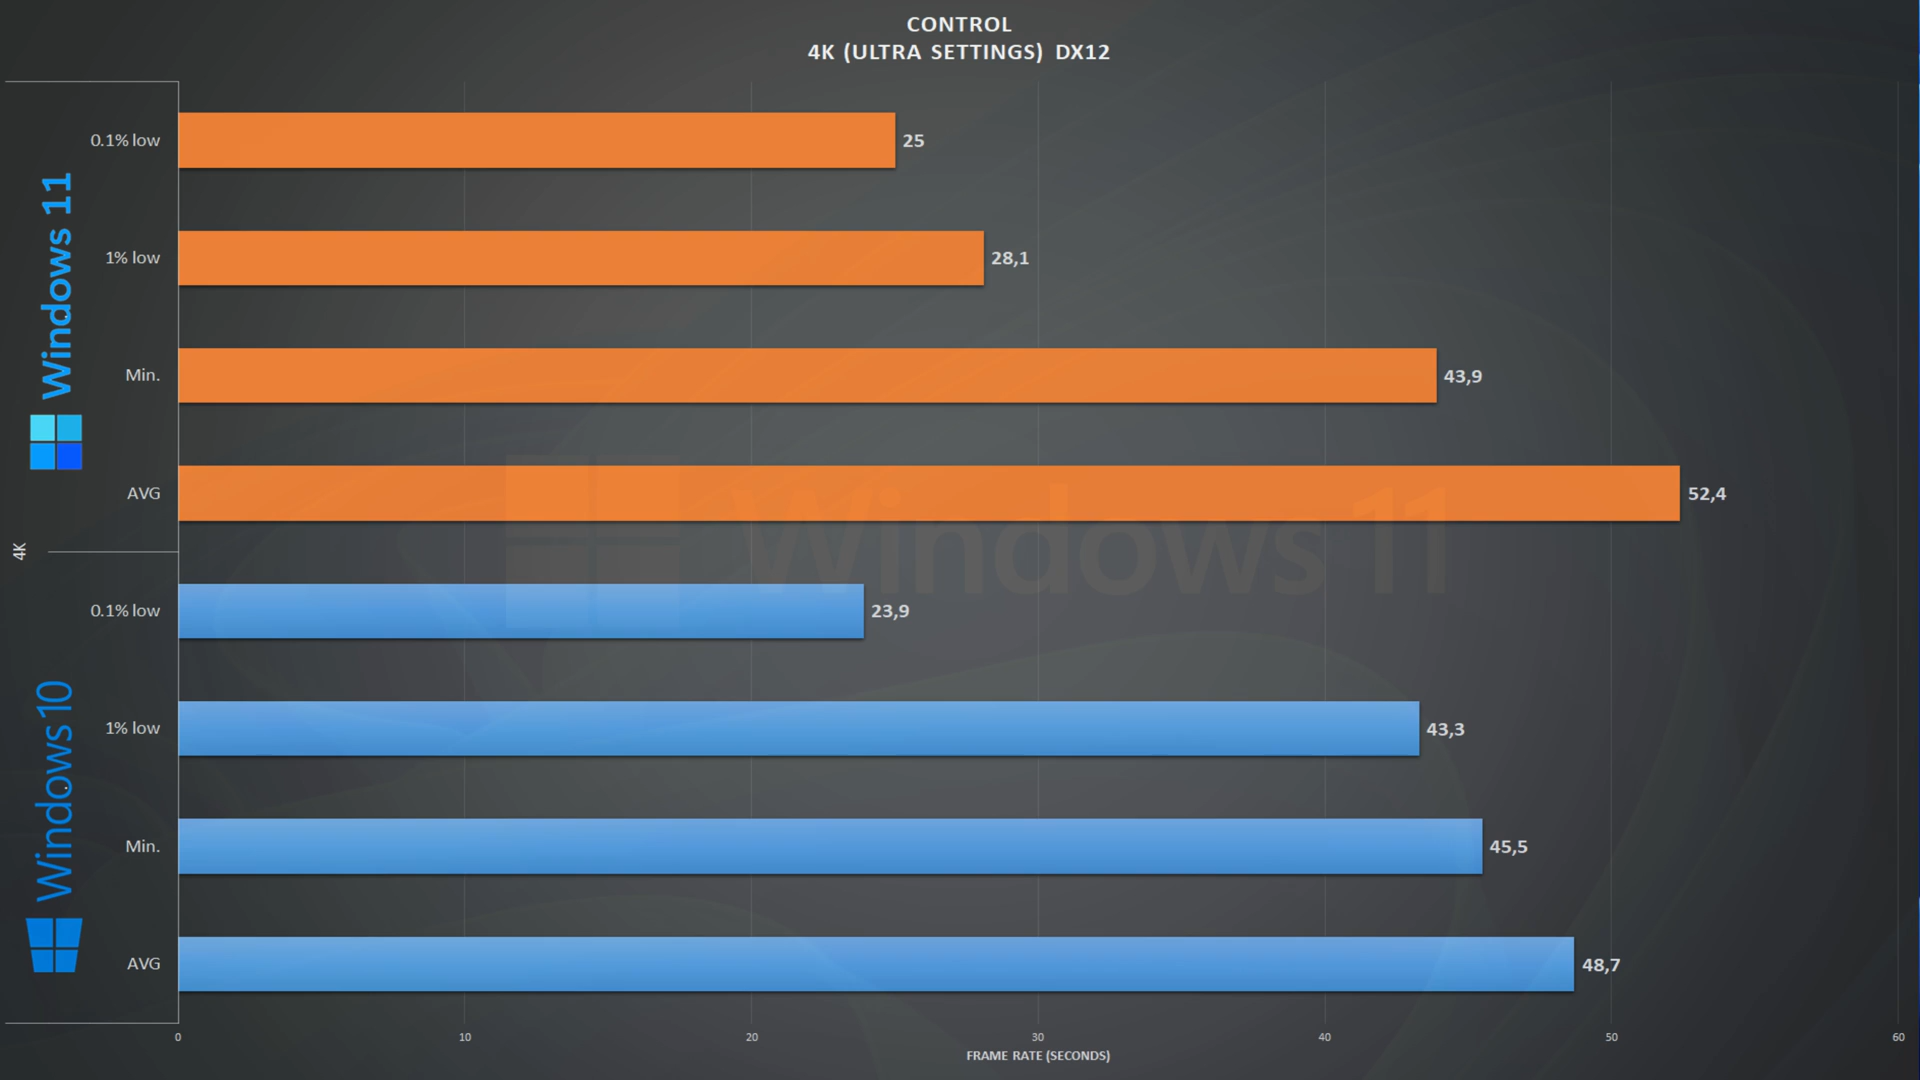 CONTROL
4K (ULTRA SETTINGS) DX12
Windows 11
0.1% low
25
1% low
28,1
Min.
43,9
AVG
52,4
Windows 11
4K
Windows 10
0.1% low
23,9
1% low
43,3
Min.
45,5
AVG
48,7
0 10 20 30 40 50 60
FRAME RATE (SECONDS)